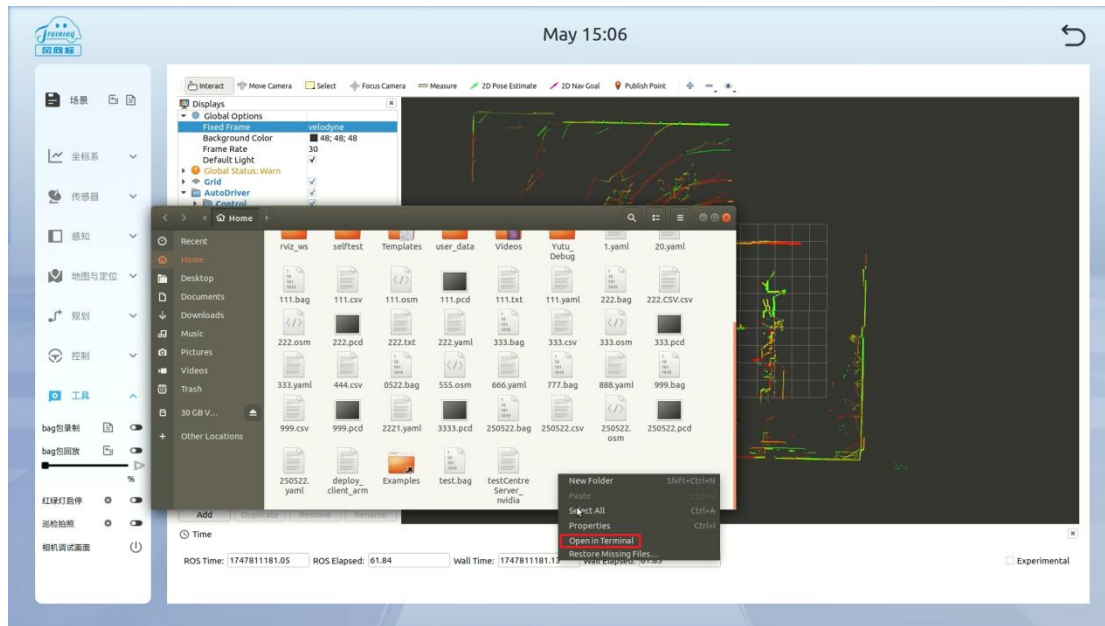 Training
May 15:06
场景
坐标系
传感器
感知
地图与定位
规划
控制
工具
bag包录制
bag包回放
%
红绿灯启停
巡检拍照
相机调试画面
Interact Move Camera Select Focus Camera Measure 2D Pose Estimate 2D Nav Goal Publish Point
Displays
Global Options
Fixed Frame velodyne
Background Color 48; 48; 48
Frame Rate 30
Default Light
Global Status: Warn
Grid
AutoDriver
Control
Home
Recent
Home
Desktop
Documents
Downloads
Music
Pictures
Videos
Trash
30 GB V...
Other Locations
rviz_ws selftest Templates user_data Videos Yutu_Debug 1.yaml 20.yaml
111.bag 111.csv 111.osm 111.pcd 111.txt 111.yaml 222.bag 222.CSV.csv
222.osm 222.pcd 222.txt 222.yaml 333.bag 333.csv 333.osm 333.pcd
333.yaml 444.csv 0522.bag 555.osm 666.yaml 777.bag 888.yaml 999.bag
999.csv 999.pcd 2221.yaml 3333.pcd 250522.bag 250522.csv 250522.osm 250522.pcd
250522.yaml deploy_client_arm Examples test.bag testCentreServer_nvidia
New Folder Shift+Ctrl+N
Paste Ctrl+V
Select All Ctrl+A
Properties Ctrl+I
Open in Terminal
Restore Missing Files...
Add Duplicate Remove Rename
Time
ROS Time: 1747811181.05 ROS Elapsed: 61.84 Wall Time: 1747811181.13 Wall Elapsed: 61.85 Experimental